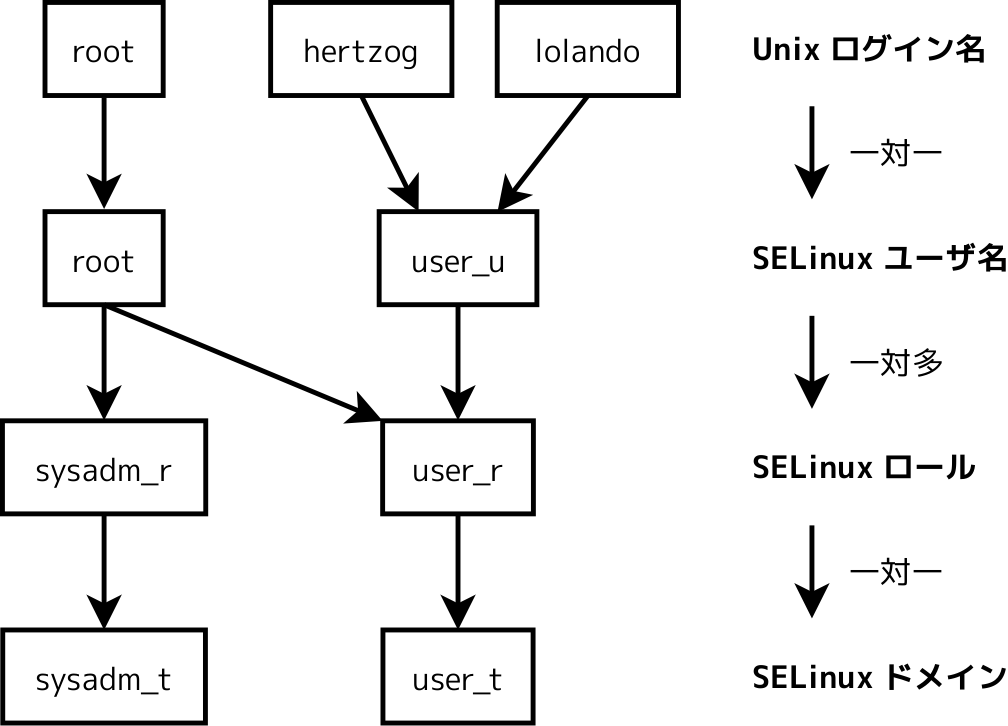 root
hertzog
lolando
Unix ログイン名
一対一
root
user_u
SELinux ユーザ名
一対多
sysadm_r
user_r
SELinux ロール
一対一
sysadm_t
user_t
SELinux ドメイン